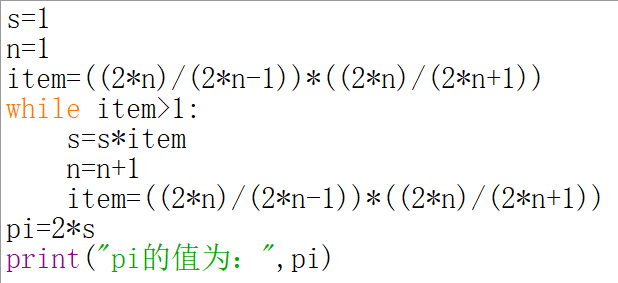 s=1
n=1
item=((2*n)/(2*n-1))*((2*n)/(2*n+1))
while item>1:
    s=s*item
    n=n+1
    item=((2*n)/(2*n-1))*((2*n)/(2*n+1))
pi=2*s
print("pi的值为：",pi)